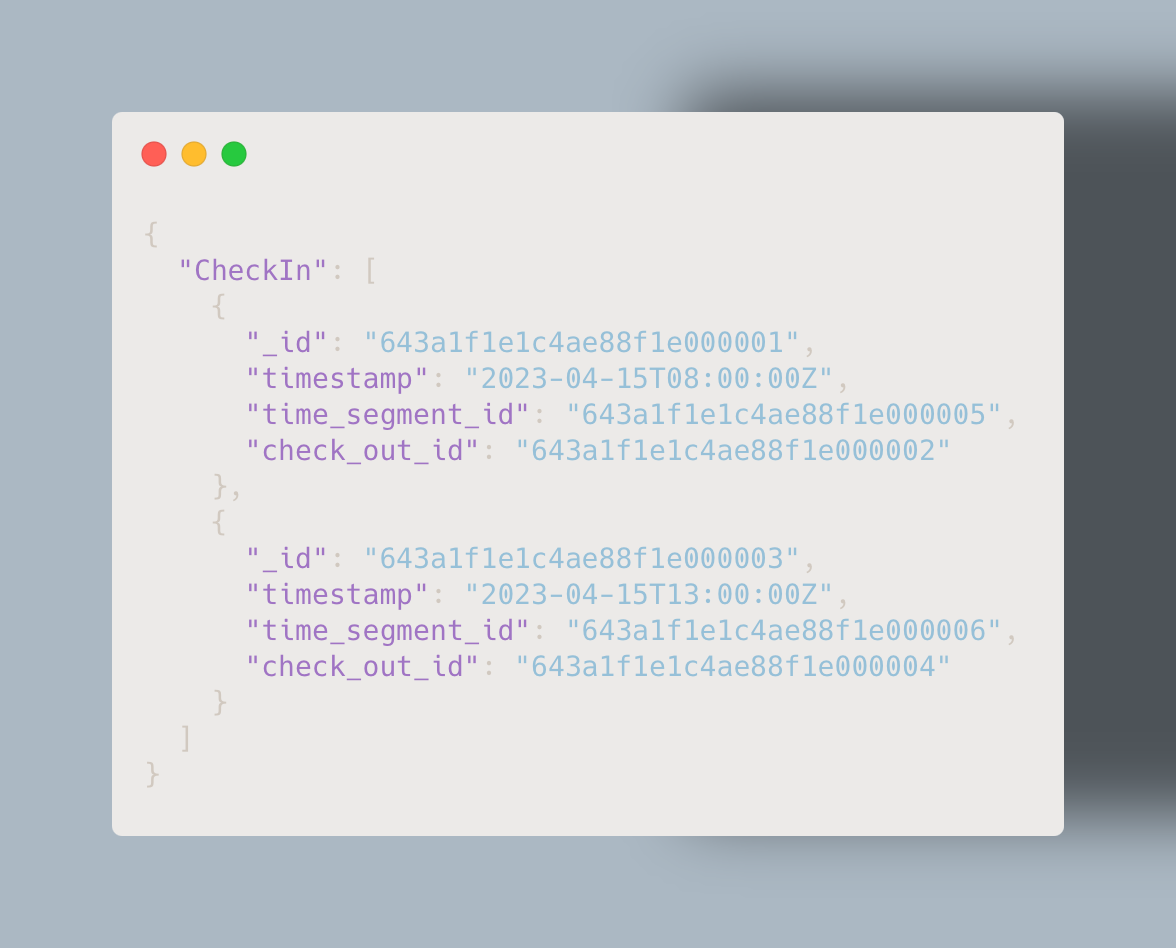 {
  "CheckIn": [
    {
      "_id": "643a1f1e1c4ae88f1e000001",
      "timestamp": "2023-04-15T08:00:00Z",
      "time_segment_id": "643a1f1e1c4ae88f1e000005",
      "check_out_id": "643a1f1e1c4ae88f1e000002"
    },
    {
      "_id": "643a1f1e1c4ae88f1e000003",
      "timestamp": "2023-04-15T13:00:00Z",
      "time_segment_id": "643a1f1e1c4ae88f1e000006",
      "check_out_id": "643a1f1e1c4ae88f1e000004"
    }
  ]
}